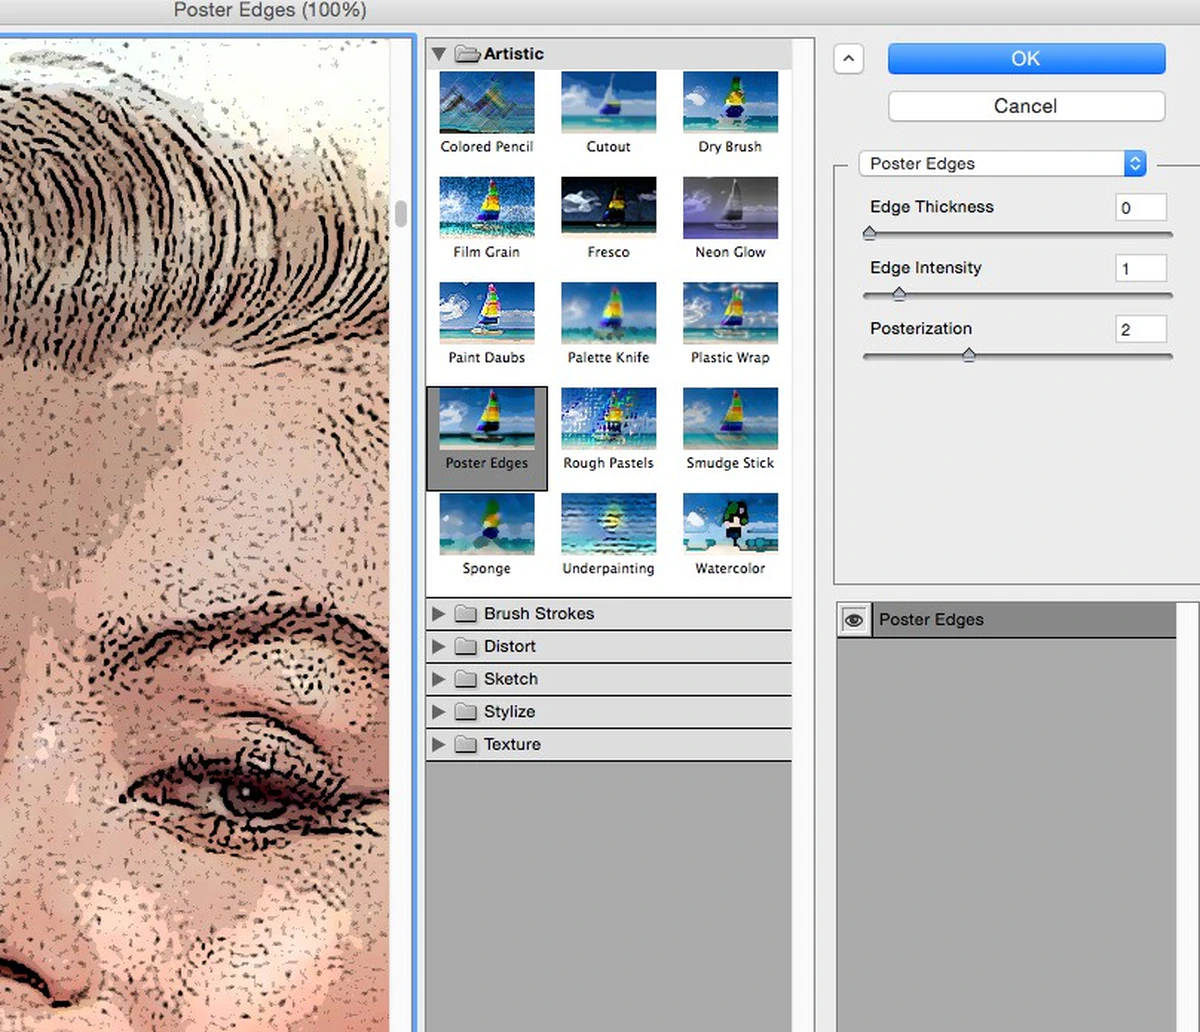 Poster Edges (100%)
Artistic
Colored Pencil
Cutout
Dry Brush
Film Grain
Fresco
Neon Glow
Paint Daubs
Palette Knife
Plastic Wrap
Poster Edges
Rough Pastels
Smudge Stick
Sponge
Underpainting
Watercolor
Brush Strokes
Distort
Sketch
Stylize
Texture
OK
Cancel
Poster Edges
Edge Thickness 0
Edge Intensity 1
Posterization 2
Poster Edges